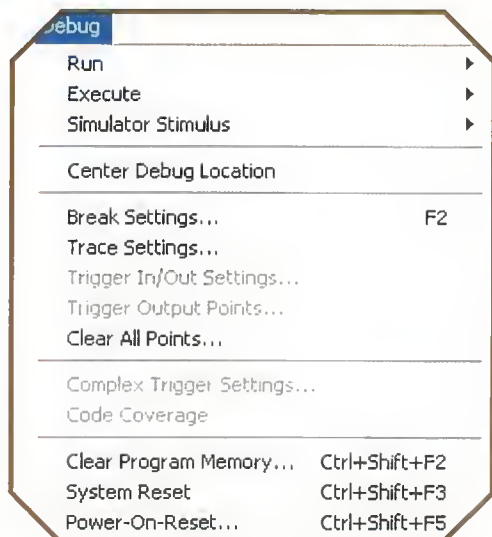 Debug
Run
Execute
Simulator Stimulus
Center Debug Location
Break Settings... F2
Trace Settings...
Trigger In/Out Settings...
Trigger Output Points...
Clear All Points...
Complex Trigger Settings...
Code Coverage
Clear Program Memory... Ctrl+Shift+F2
System Reset Ctrl+Shift+F3
Power-On-Reset... Ctrl+Shift+F5